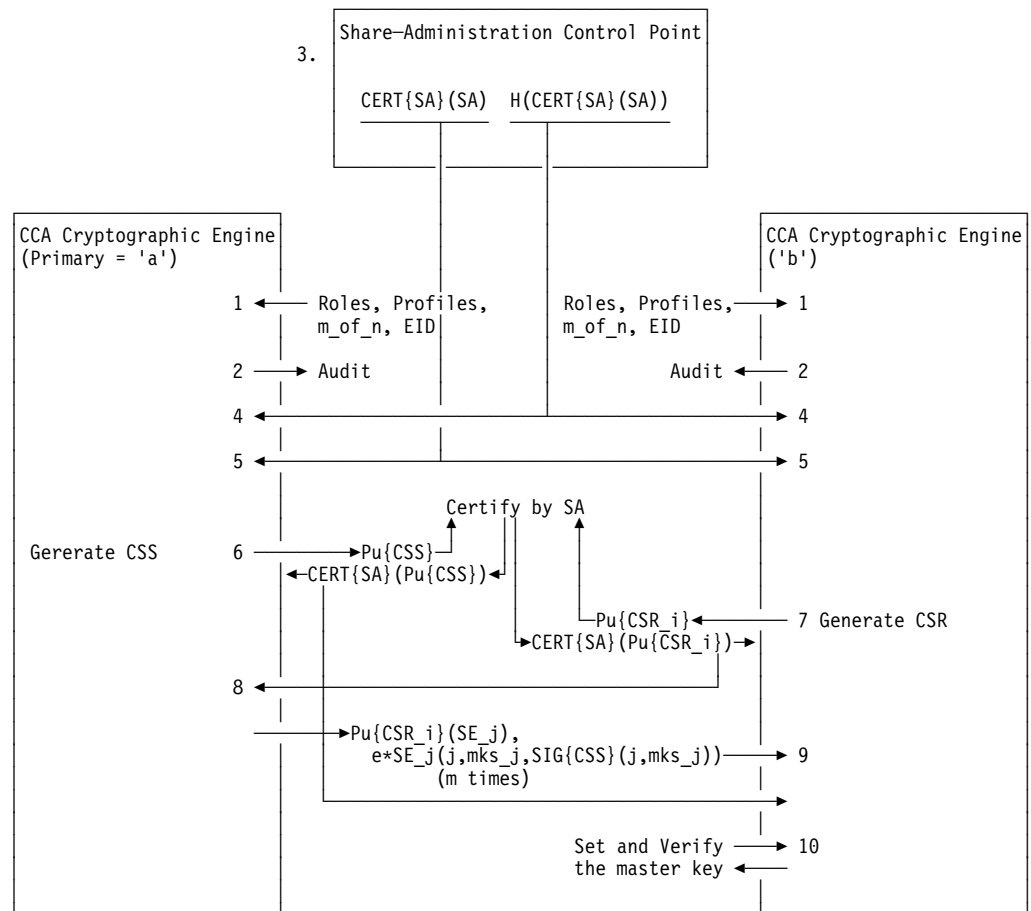 Share—Administration Control Point
3.
CERT{SA}(SA) H(CERT{SA}(SA))
CCA Cryptographic Engine
(Primary = 'a')
CCA Cryptographic Engine
('b')
1 Roles, Profiles, Roles, Profiles, 1
m_of_n, EID m_of_n, EID
2 Audit Audit 2
4 4
5 5
Certify by SA
Gererate CSS 6 Pu{CSS}
CERT{SA}(Pu{CSS})
Pu{CSR_i} 7 Generate CSR
CERT{SA}(Pu{CSR_i})
8
Pu{CSR_i}(SE_j),
e*SE_j(j,mks_j,SIG{CSS}(j,mks_j)) 9
(m times)
Set and Verify 10
the master key